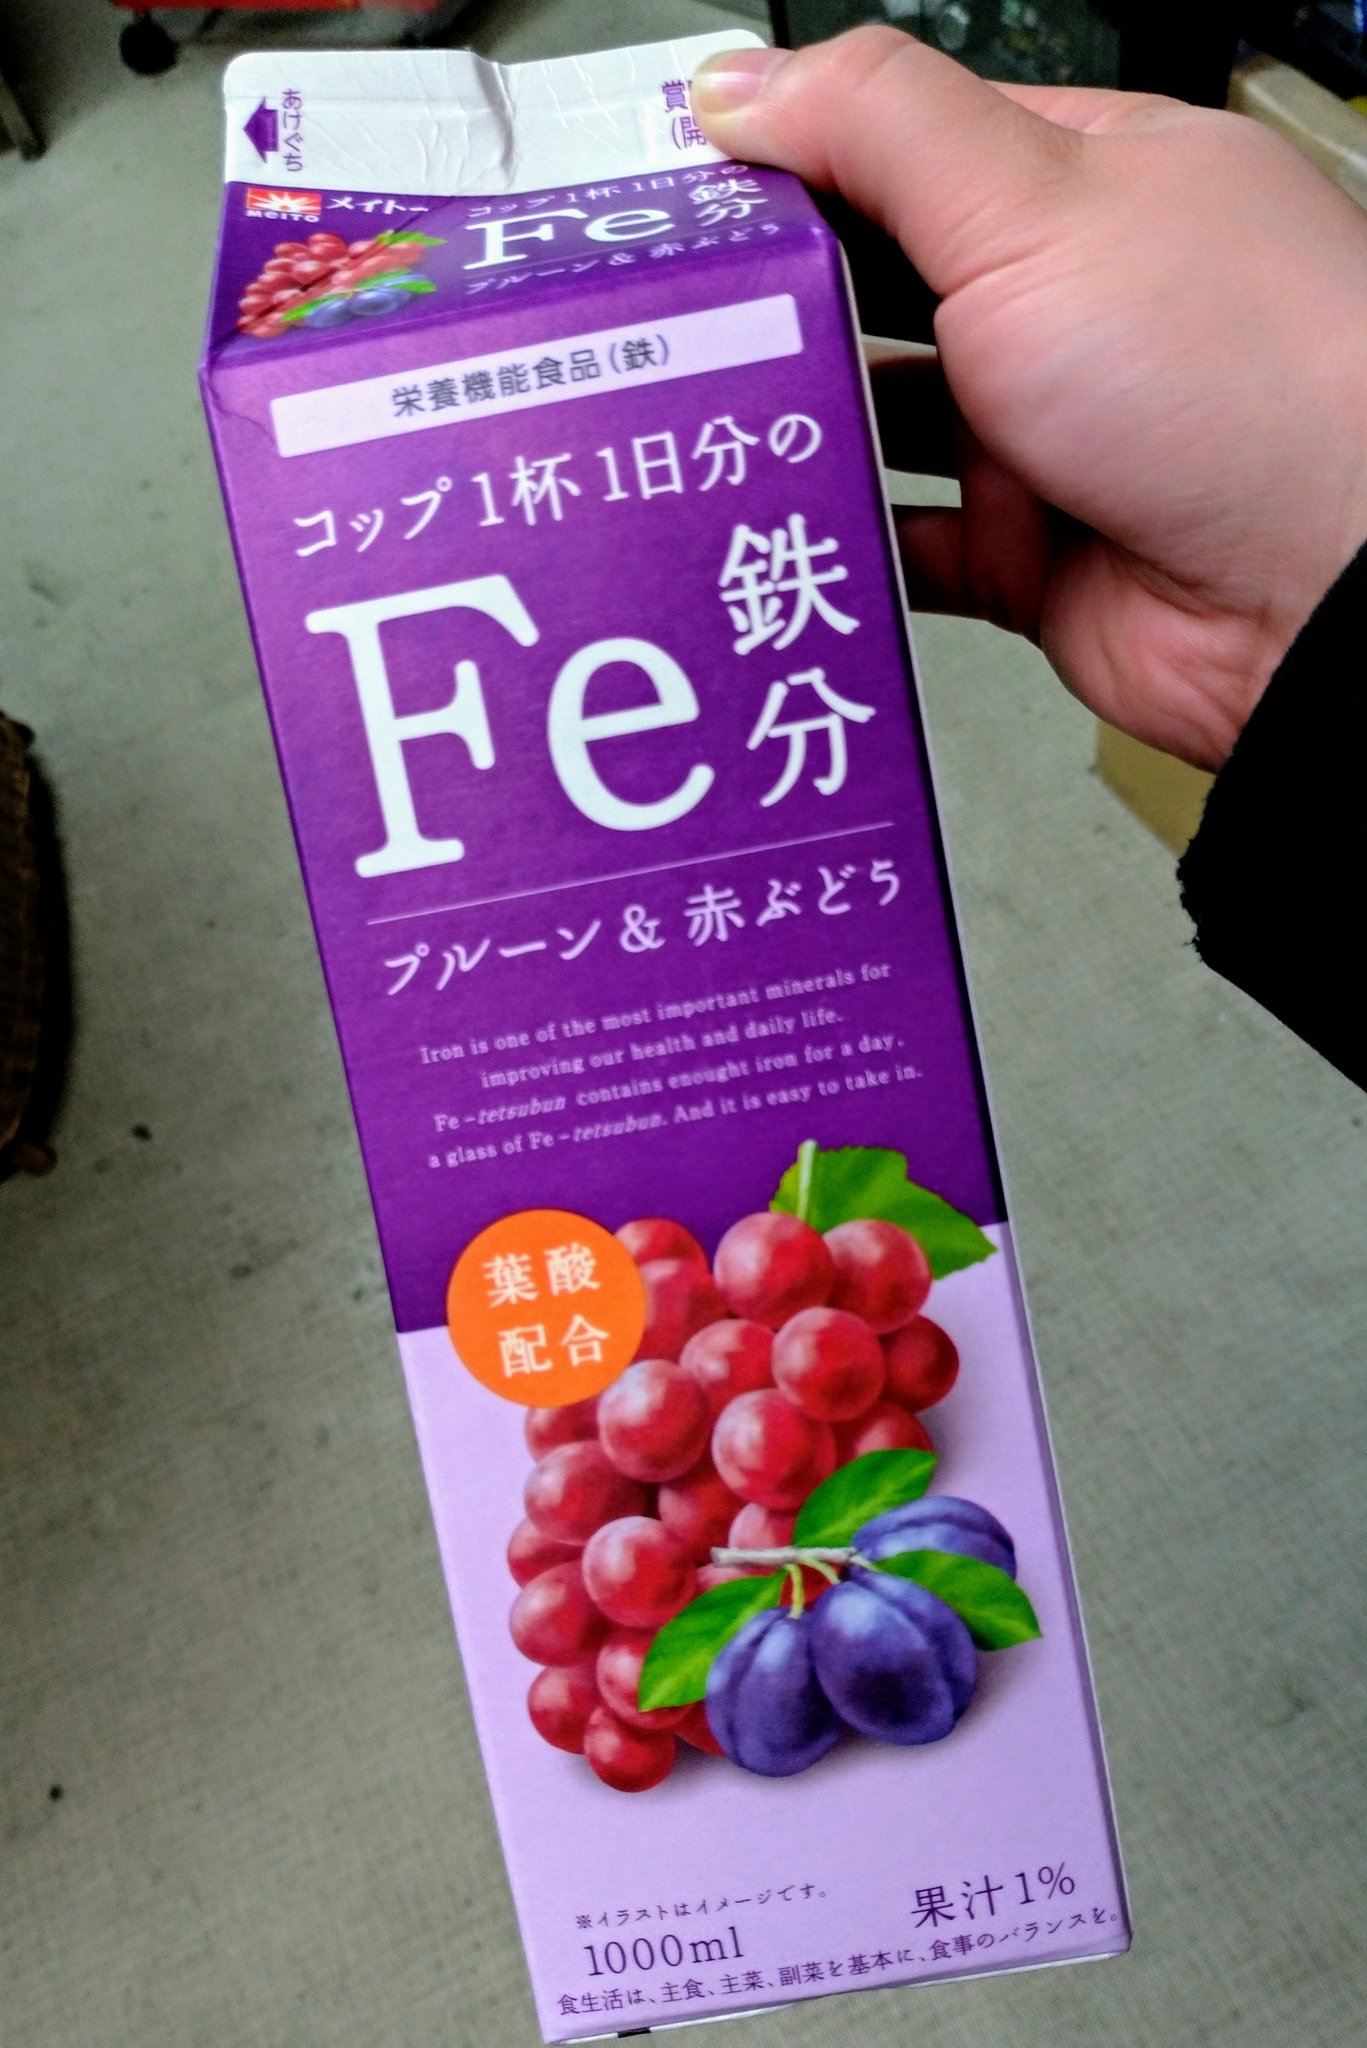 あけぐち
賞
(開
MEITO メイトー
コップ1杯1日分の
Fe 鉄分
プルーン & 赤ぶどう
栄養機能食品(鉄)
コップ1杯1日分の
Fe 鉄分
プルーン & 赤ぶどう
Iron is one of the most important minerals for
improving our health and daily life.
Fe-tetsubun contains enought iron for a day.
a glass of Fe-tetsubun. And it is easy to take in.
葉酸
配合
※イラストはイメージです。
果汁1%
1000ml
食生活は、主食、主菜、副菜を基本に、食事のバランスを。